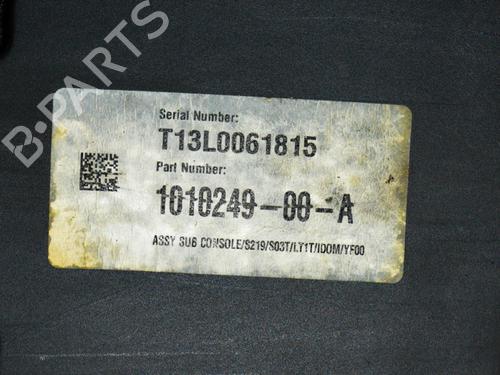 B-PARTS
Serial Number:
T13L0061815
Part Number:
1010249-00-A
ASSY SUB CONSOLE/S219/S03T/LT1T/IDOM/YF00